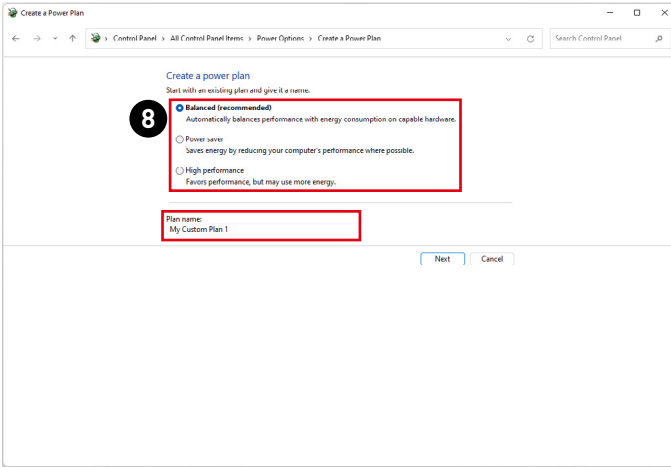 Create a Power Plan
Control Panel > All Control Panel Items > Power Options > Create a Power Plan
Search Control Panel
Create a power plan
Start with an existing plan and give it a name.
8
Balanced (recommended)
Automatically balances performance with energy consumption on capable hardware.
Power saver
Saves energy by reducing your computer's performance where possible.
High performance
Favors performance, but may use more energy.
Plan name:
My Custom Plan 1
Next
Cancel